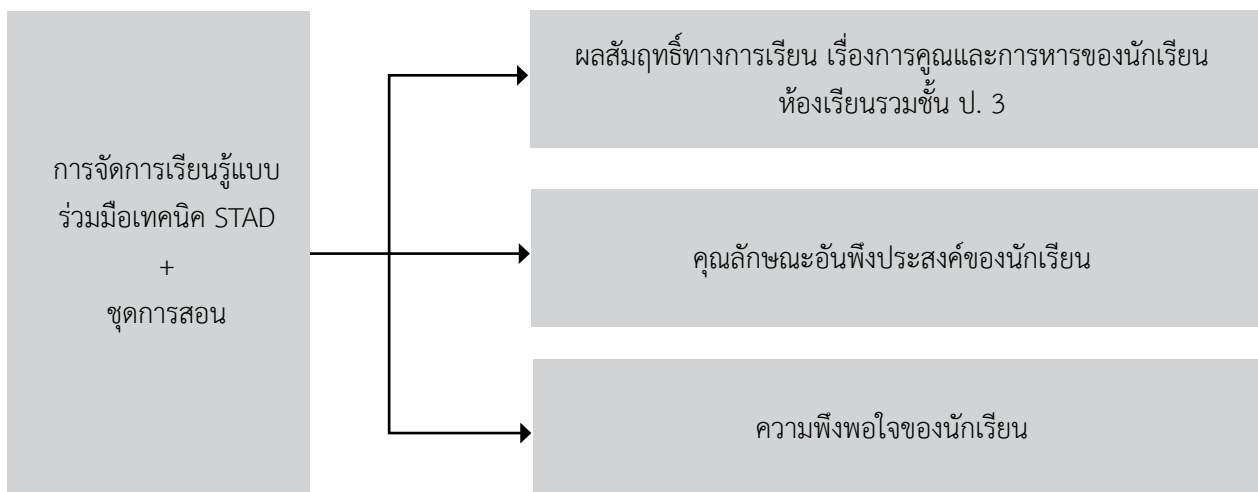 การจัดการเรียนรู้แบบ
ร่วมมือเทคนิค STAD
+
ชุดการสอน
ผลสัมฤทธิ์ทางการเรียน เรื่องการคูณและการหารของนักเรียน
ห้องเรียนรวมชั้น ป. 3
คุณลักษณะอันพึงประสงค์ของนักเรียน
ความพึงพอใจของนักเรียน